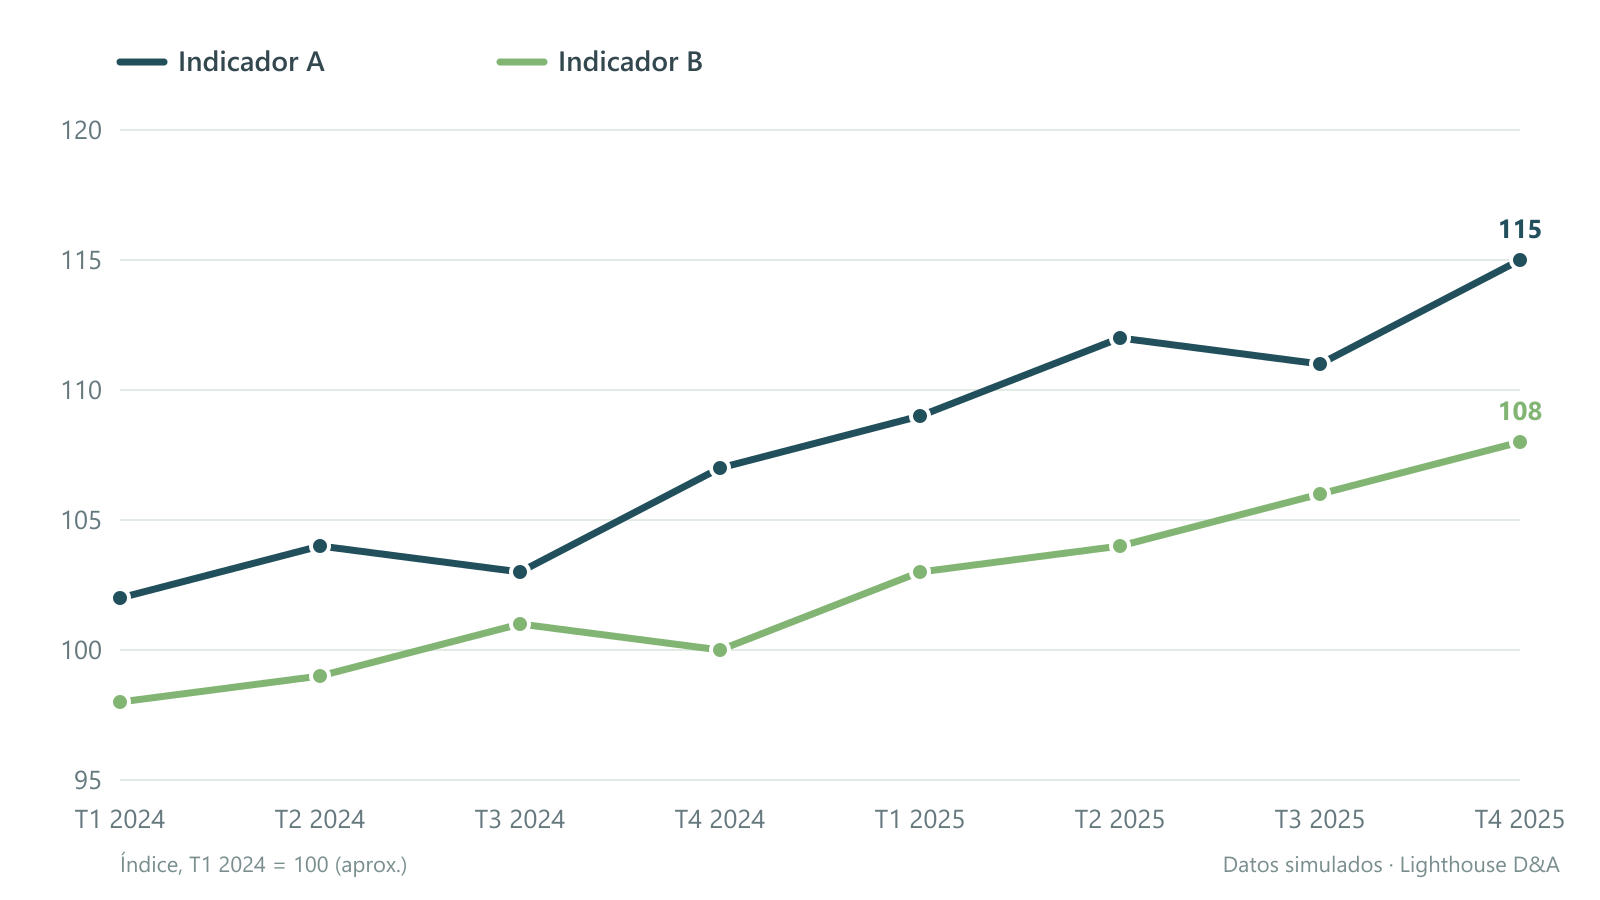 Indicador A
Indicador B
120
115
110
105
100
95
115
108
T1 2024
T2 2024
T3 2024
T4 2024
T1 2025
T2 2025
T3 2025
T4 2025
Índice, T1 2024 = 100 (aprox.)
Datos simulados · Lighthouse D&A